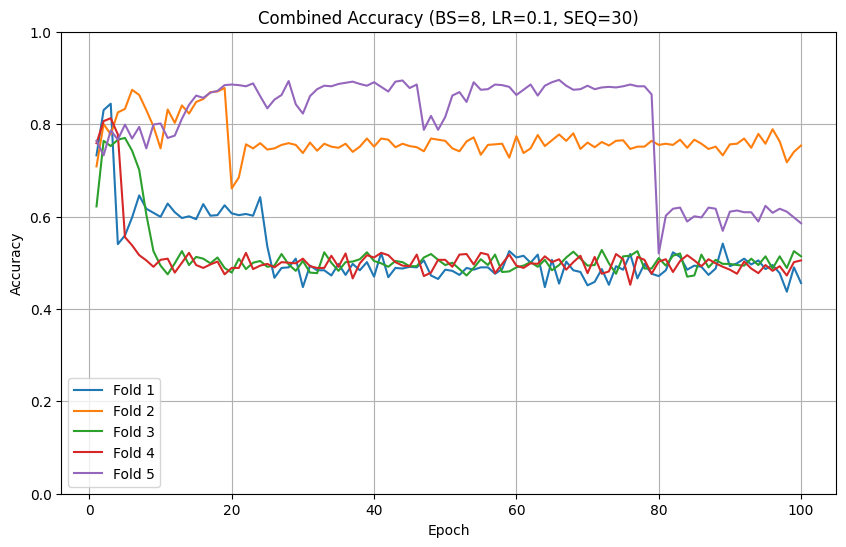 Combined Accuracy (BS=8, LR=0.1, SEQ=30)
Accuracy
1.0
0.8
0.6
0.4
0.2
0.0
Fold 1
Fold 2
Fold 3
Fold 4
Fold 5
0 20 40 60 80 100
Epoch